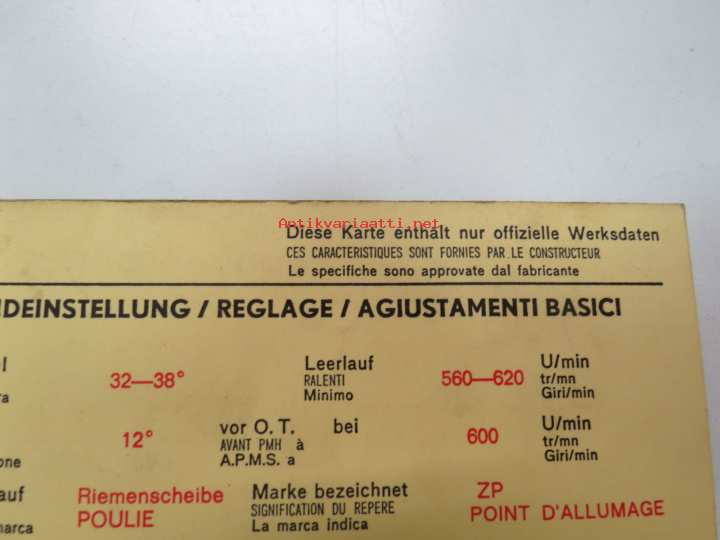 Antikvariaatti.net
Diese Karte enthält nur offizielle Werksdaten
CES CARACTERISTIQUES SONT FORNIES PAR LE CONSTRUCTEUR
Le specifiche sono approvate dal fabricante
IDEINSTELLUNG / REGLAGE / AGIUSTAMENTI BASICI
32—38°
Leerlauf
RALENTI
Minimo
560—620
U/min
tr/mn
Giri/min
12°
vor O. T. bei
AVANT PMH à
A.P.M.S. a
600
U/min
tr/mn
Giri/min
auf
marca
Riemenscheibe
POULIE
Marke bezeichnet
SIGNIFICATION DU REPERE
La marca indica
ZP
POINT D'ALLUMAGE